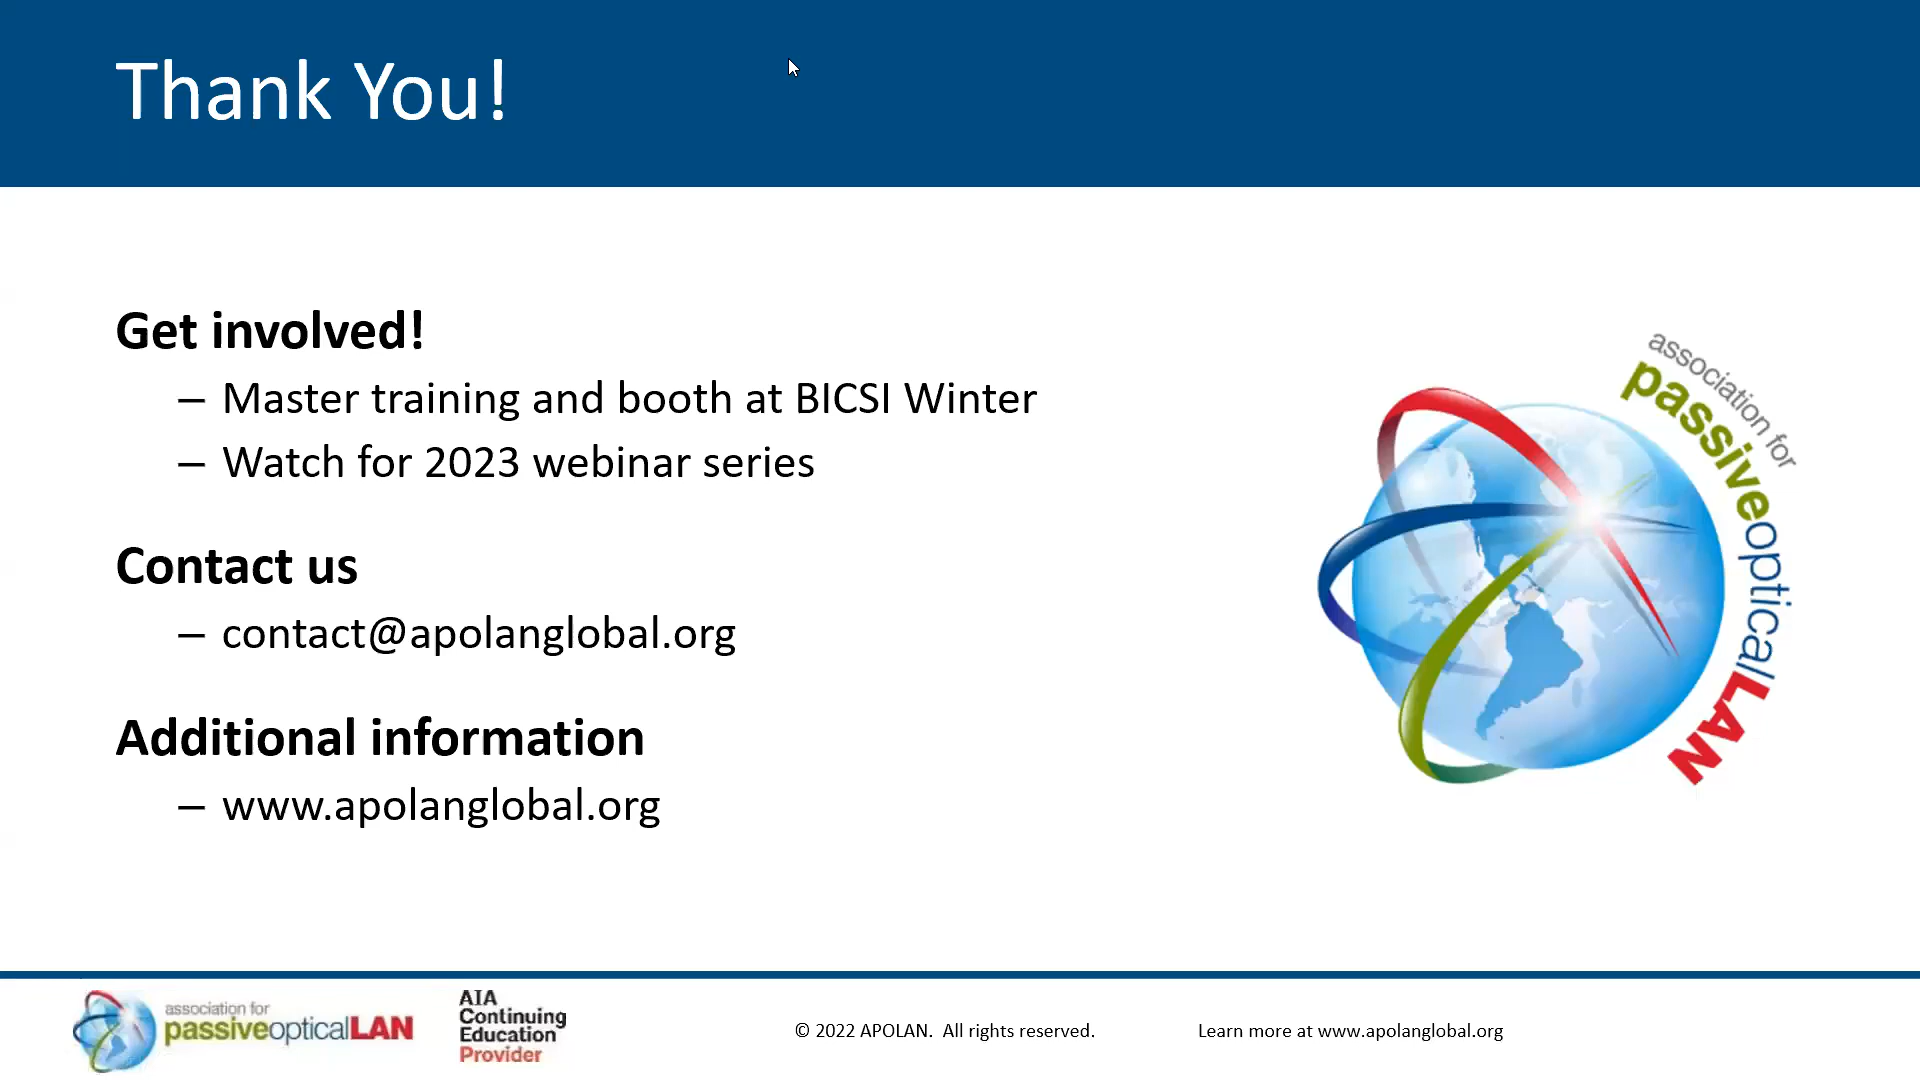 Thank You!
Get involved!
– Master training and booth at BICSI Winter
– Watch for 2023 webinar series
Contact us
– contact@apolanglobal.org
Additional information
– www.apolanglobal.org
association for
passiveopticalLAN
association for
passiveopticalLAN
AIA
Continuing
Education
Provider
© 2022 APOLAN. All rights reserved.
Learn more at www.apolanglobal.org